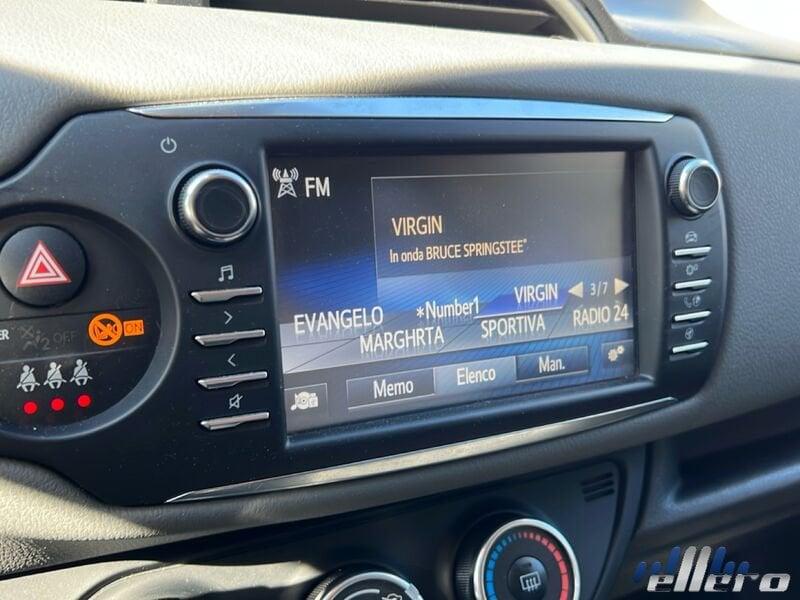 FM
VIRGIN
In onda BRUCE SPRINGSTEE"
EVANGELO
MARGHRTA
*Number1
SPORTIVA
VIRGIN
3/7
RADIO 24
Memo
Elenco
Man.
2 OFF
ON
ellero